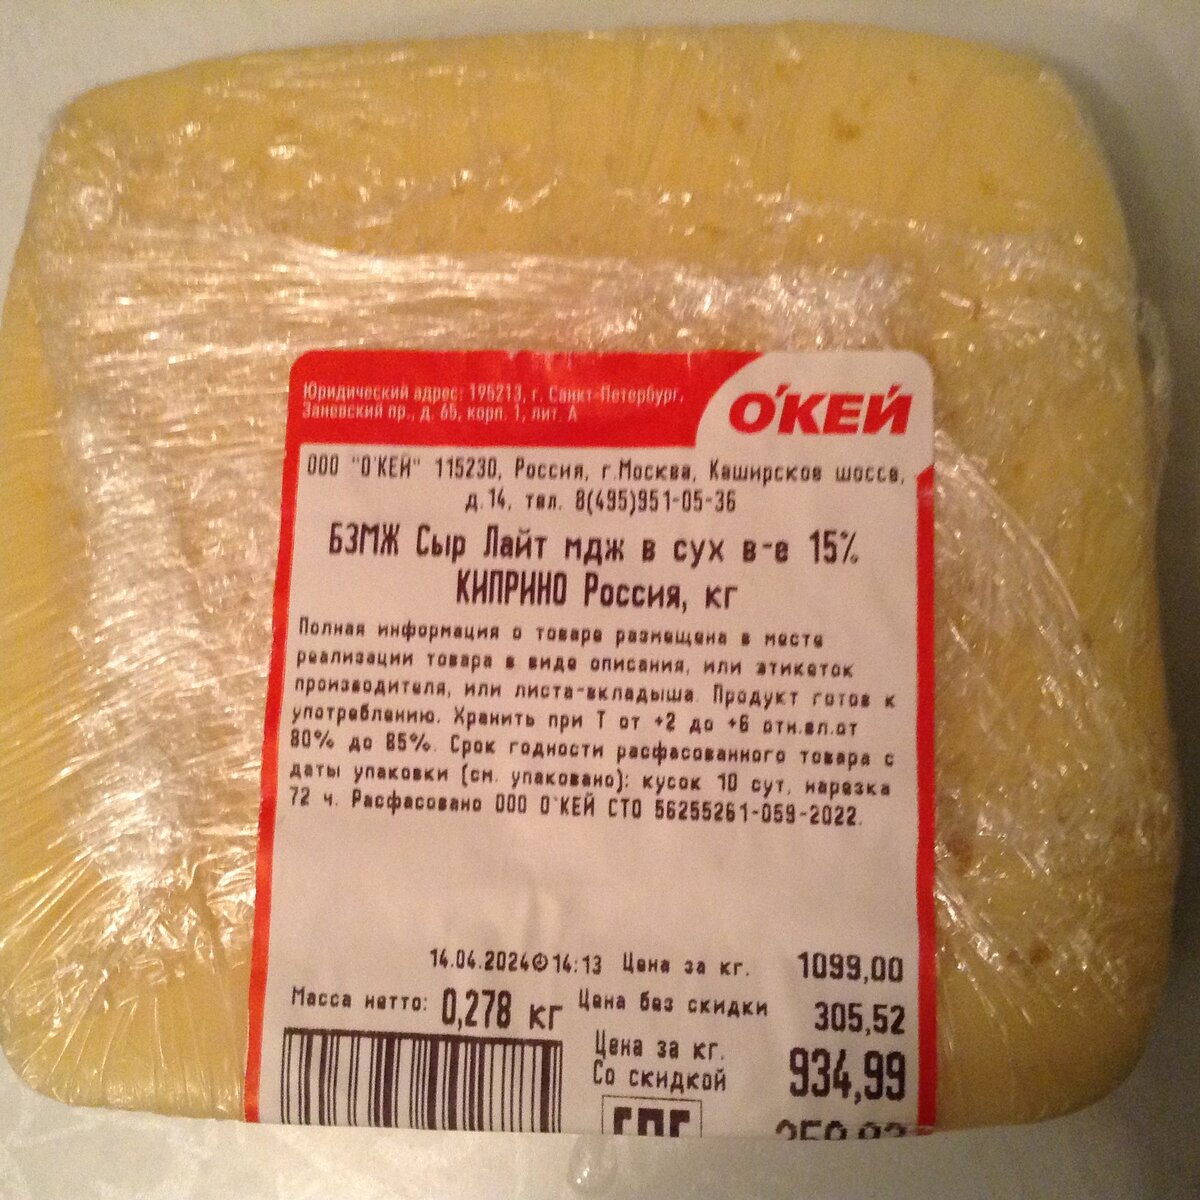 Юридический адрес: 195213, г. Санкт-Петербург,
Заневский пр., д. 65, корп. 1, лит. А
О'КЕЙ
ООО "О'КЕЙ" 115230, Россия, г.Москва, Каширское шоссе,
д.14, тел. 8(495)951-05-36
БЗМЖ Сыр Лайт мдж в сух в-е 15%
КИПРИНО Россия, кг
Полная информация о товаре размещена в месте
реализации товара в виде описания, или этикеток
производителя, или листа-вкладыша. Продукт готов к
употреблению. Хранить при Т от +2 до +6 отн.вл.от
80% до 85%. Срок годности расфасованного товара с
даты упаковки (см. упаковано): кусок 10 сут, нарезка
72 ч. Расфасовано ООО О'КЕЙ СТО 56255261-059-2022.
14.04.2024 14:13 Цена за кг. 1099,00
Масса нетто: 0,278 кг Цена без скидки 305,52
Цена за кг.
Со скидкой 934,99